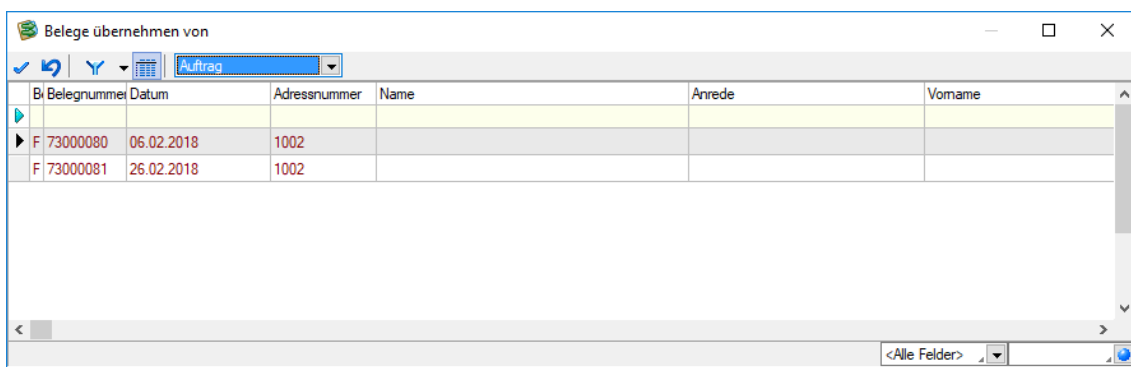 Belege übernehmen von
Auftrag
Be Belegnummer Datum Adressnummer Name Anrede Vorname
F 73000080 06.02.2018 1002
F 73000081 26.02.2018 1002
<Alle Felder>